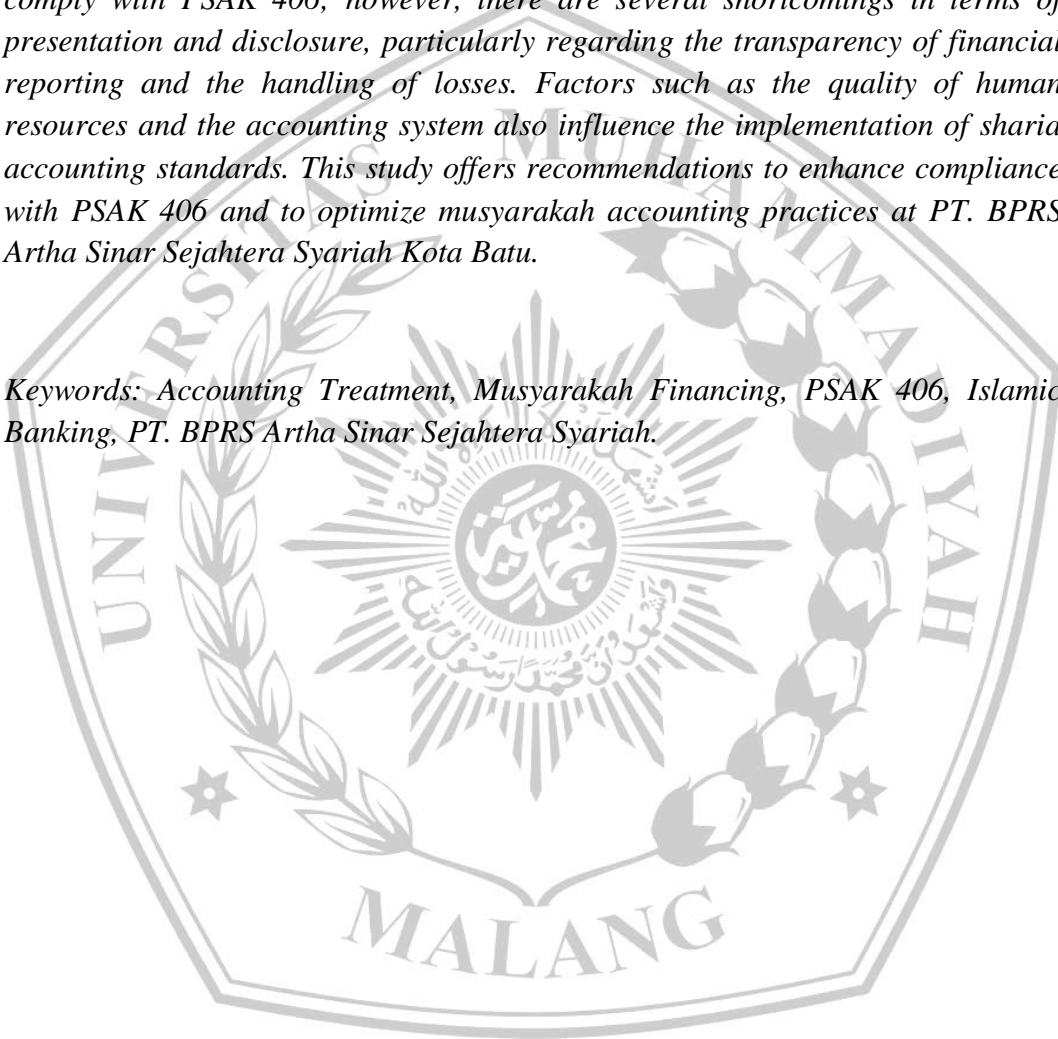 comply with PSAK 406; however, there are several shortcomings in terms of
presentation and disclosure, particularly regarding the transparency of financial
reporting and the handling of losses. Factors such as the quality of human
resources and the accounting system also influence the implementation of sharia
accounting standards. This study offers recommendations to enhance compliance
with PSAK 406 and to optimize musyarakah accounting practices at PT. BPRS
Artha Sinar Sejahtera Syariah Kota Batu.
Keywords: Accounting Treatment, Musyarakah Financing, PSAK 406, Islamic
Banking, PT. BPRS Artha Sinar Sejahtera Syariah.
UNIVERSITAS MUHAMMADIYAH
MALANG